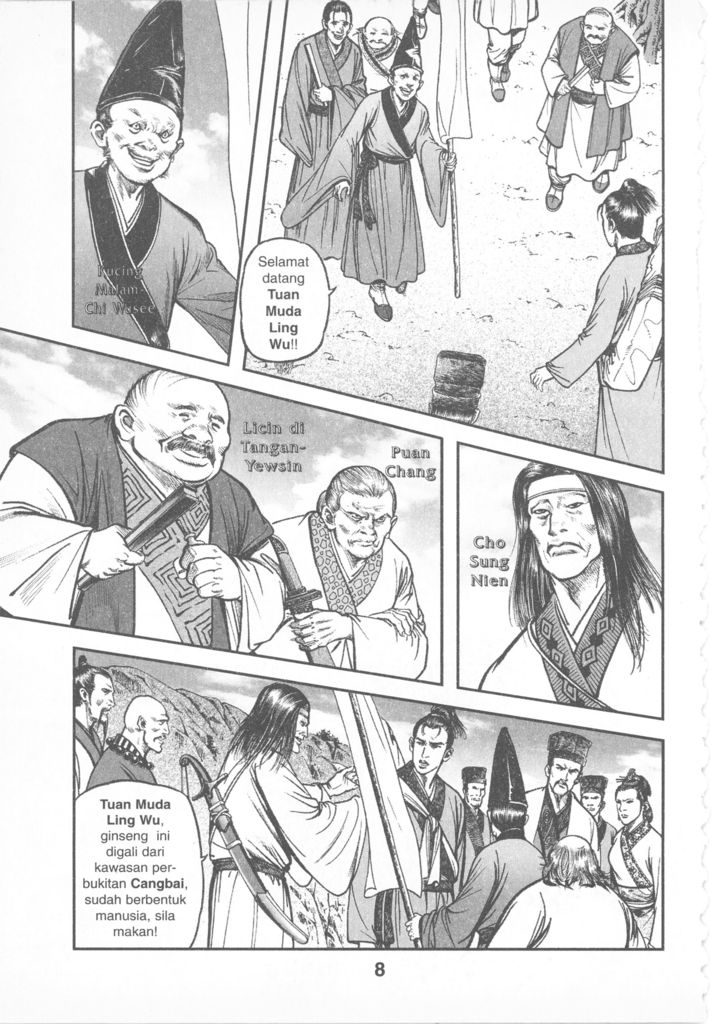 Kucing
Malam-
Chi Wusee
Selamat
datang
Tuan
Muda
Ling
Wu!!
Licin di
Tangan-
Yewsin
Puan
Chang
Cho
Sung
Nien
Tuan Muda
Ling Wu,
ginseng ini
digali dari
kawasan per-
bukitan Cangbai,
sudah berbentuk
manusia, sila
makan!
8